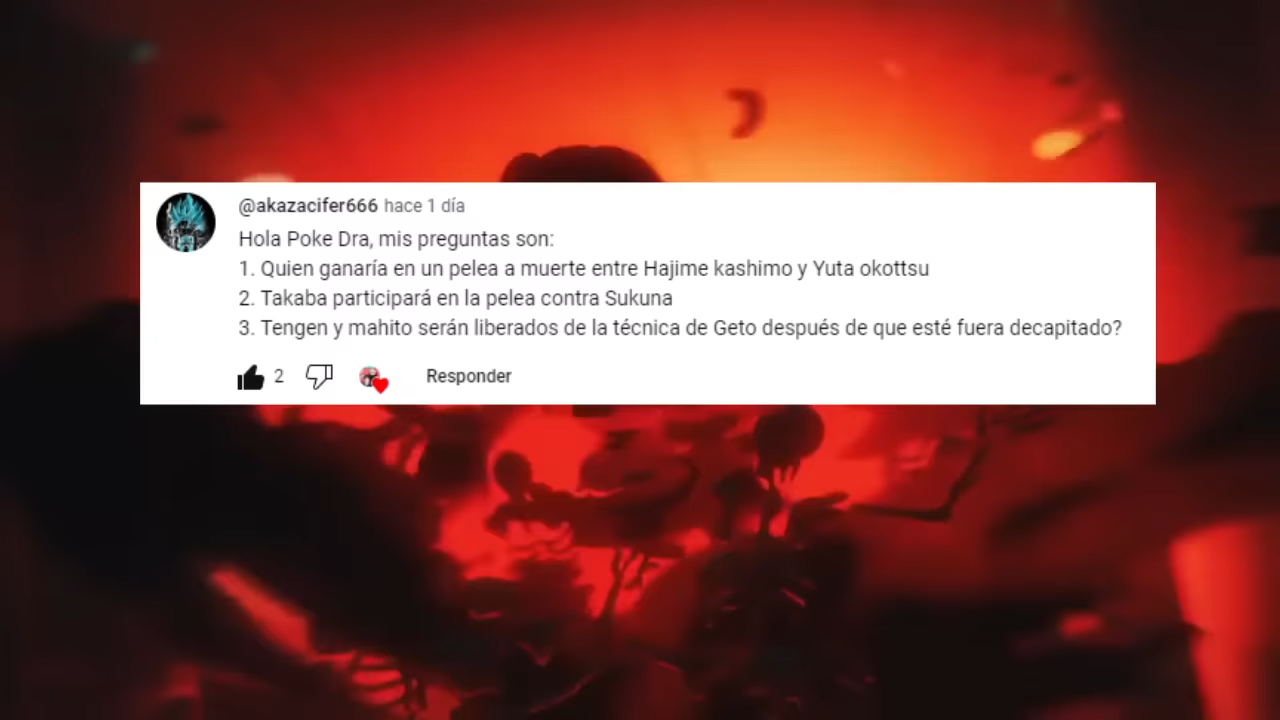 @akazacifer666 hace 1 día
Hola Poke Dra, mis preguntas son:
1. Quien ganaría en un pelea a muerte entre Hajime kashimo y Yuta okottsu
2. Takaba participará en la pelea contra Sukuna
3. Tengen y mahito serán liberados de la técnica de Geto después de que esté fuera decapitado?
2 Responder